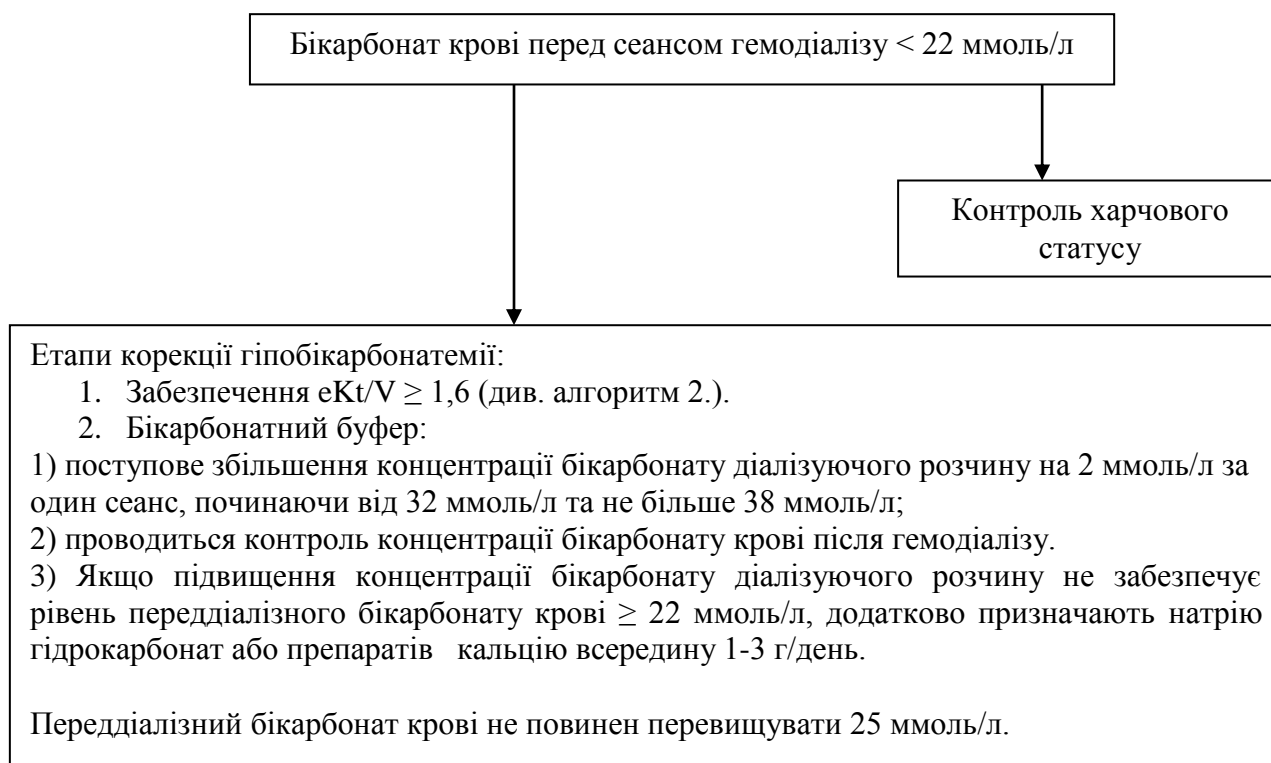 Бікарбонат крові перед сеансом гемодіалізу < 22 ммоль/л
Контроль харчового
статусу
Етапи корекції гіпобікарбонатемії:
1. Забезпечення eKt/V ≥ 1,6 (див. алгоритм 2.).
2. Бікарбонатний буфер:
1) поступове збільшення концентрації бікарбонату діалізуючого розчину на 2 ммоль/л за
один сеанс, починаючи від 32 ммоль/л та не більше 38 ммоль/л;
2) проводиться контроль концентрації бікарбонату крові після гемодіалізу.
3) Якщо підвищення концентрації бікарбонату діалізуючого розчину не забезпечує
рівень переддіалізного бікарбонату крові ≥ 22 ммоль/л, додатково призначають натрію
гідрокарбонат або препаратів кальцію всередину 1-3 г/день.
Переддіалізний бікарбонат крові не повинен перевищувати 25 ммоль/л.